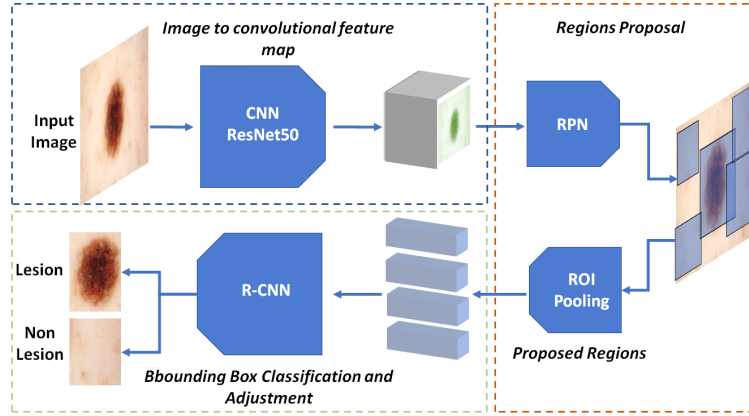 Image to convolutional feature
map
Regions Proposal
Input
Image
CNN
ResNet50
RPN
Lesion
Non
Lesion
R-CNN
ROI
Pooling
Proposed Regions
Bbounding Box Classification and
Adjustment